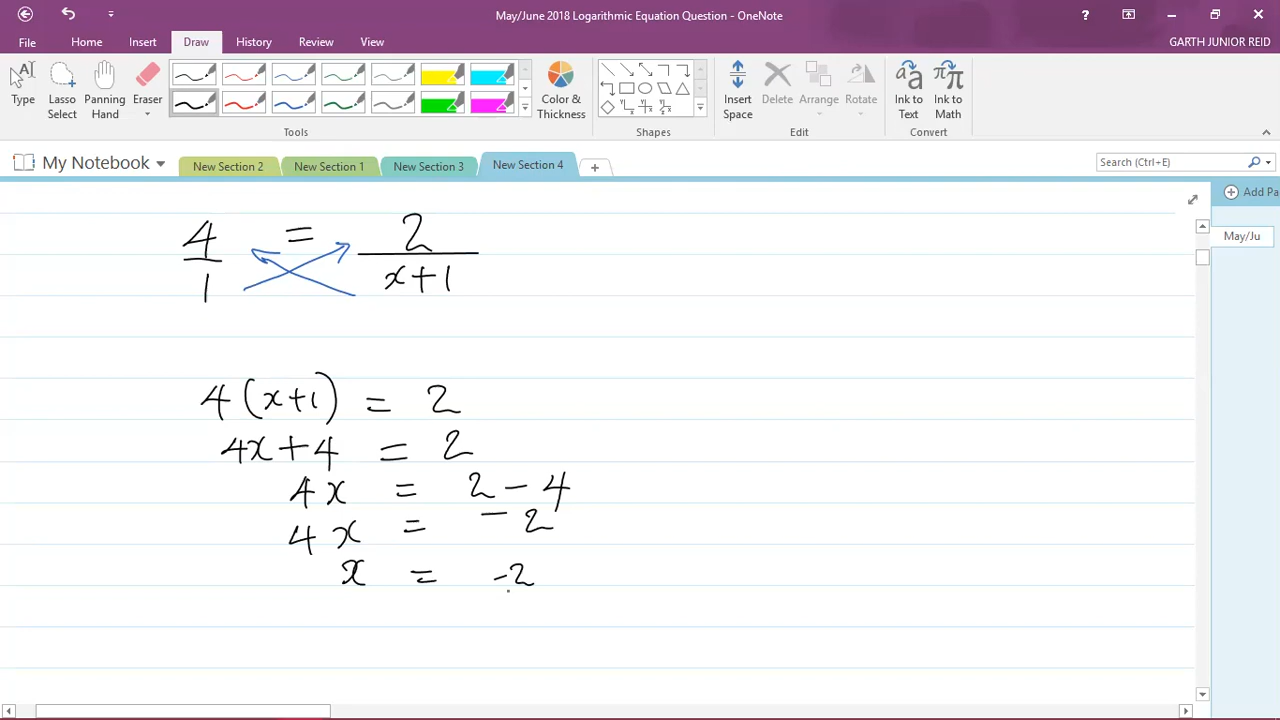 May/June 2018 Logarithmic Equation Question - OneNote
File Home Insert Draw History Review View GARTH JUNIOR REID
Type Lasso Select Panning Hand Eraser Color & Thickness Insert Space Delete Arrange Rotate Ink to Text Ink to Math
Tools Shapes Edit Convert
My Notebook New Section 2 New Section 1 New Section 3 New Section 4 + Search (Ctrl+E)
Add Pa
May/Ju
4/1 = 2/(x+1)
4(x+1) = 2
4x+4 = 2
4x = 2-4
4x = -2
x = -2